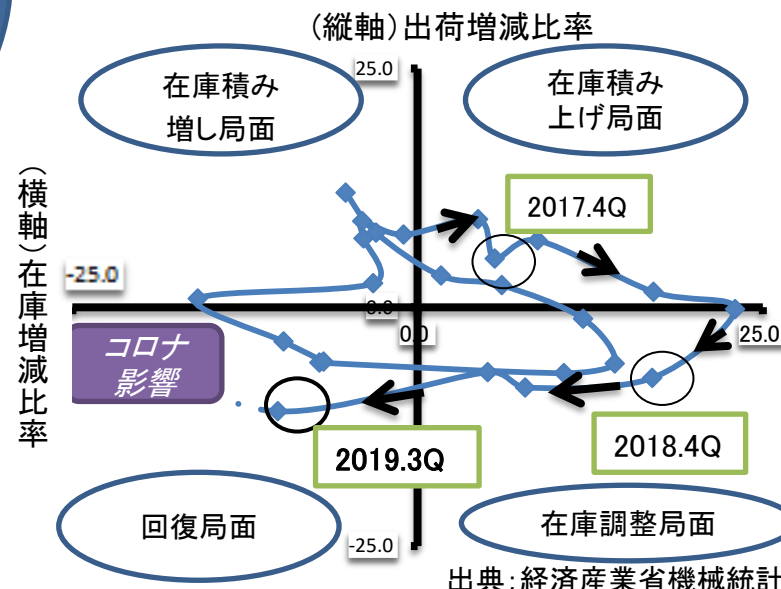 (縦軸)出荷増減比率
25.0
在庫積み
増し局面
在庫積み
上げ局面
2017.4Q
(横軸)在庫増減比率
-25.0
0.0
0.0
25.0
コロナ
影響
2019.3Q
2018.4Q
回復局面
在庫調整局面
-25.0
出典:経済産業省機械統計